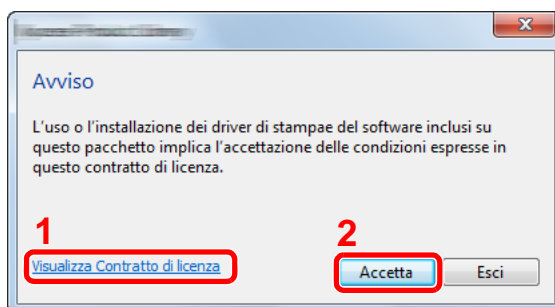 Avviso
L'uso o l'installazione dei driver di stampae del software inclusi su
questo pacchetto implica l'accettazione delle condizioni espresse in
questo contratto di licenza.
1
2
Visualizza Contratto di licenza
Accetta
Esci